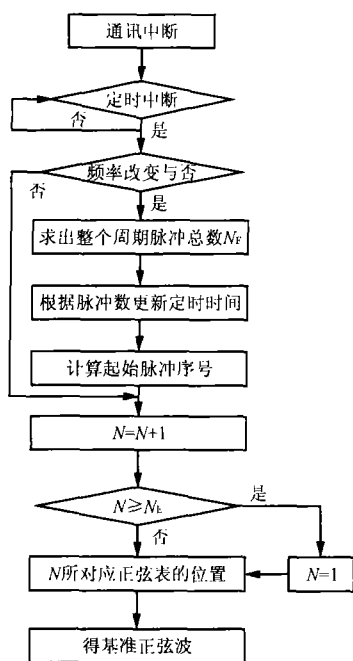 通讯中断
定时中断
否
是
频率改变与否
否
是
求出整个周期脉冲总数NE
根据脉冲数更新定时时间
计算起始脉冲序号
N=N+1
N≥NE
是
否
N所对应正弦表的位置
N=1
得基准正弦波